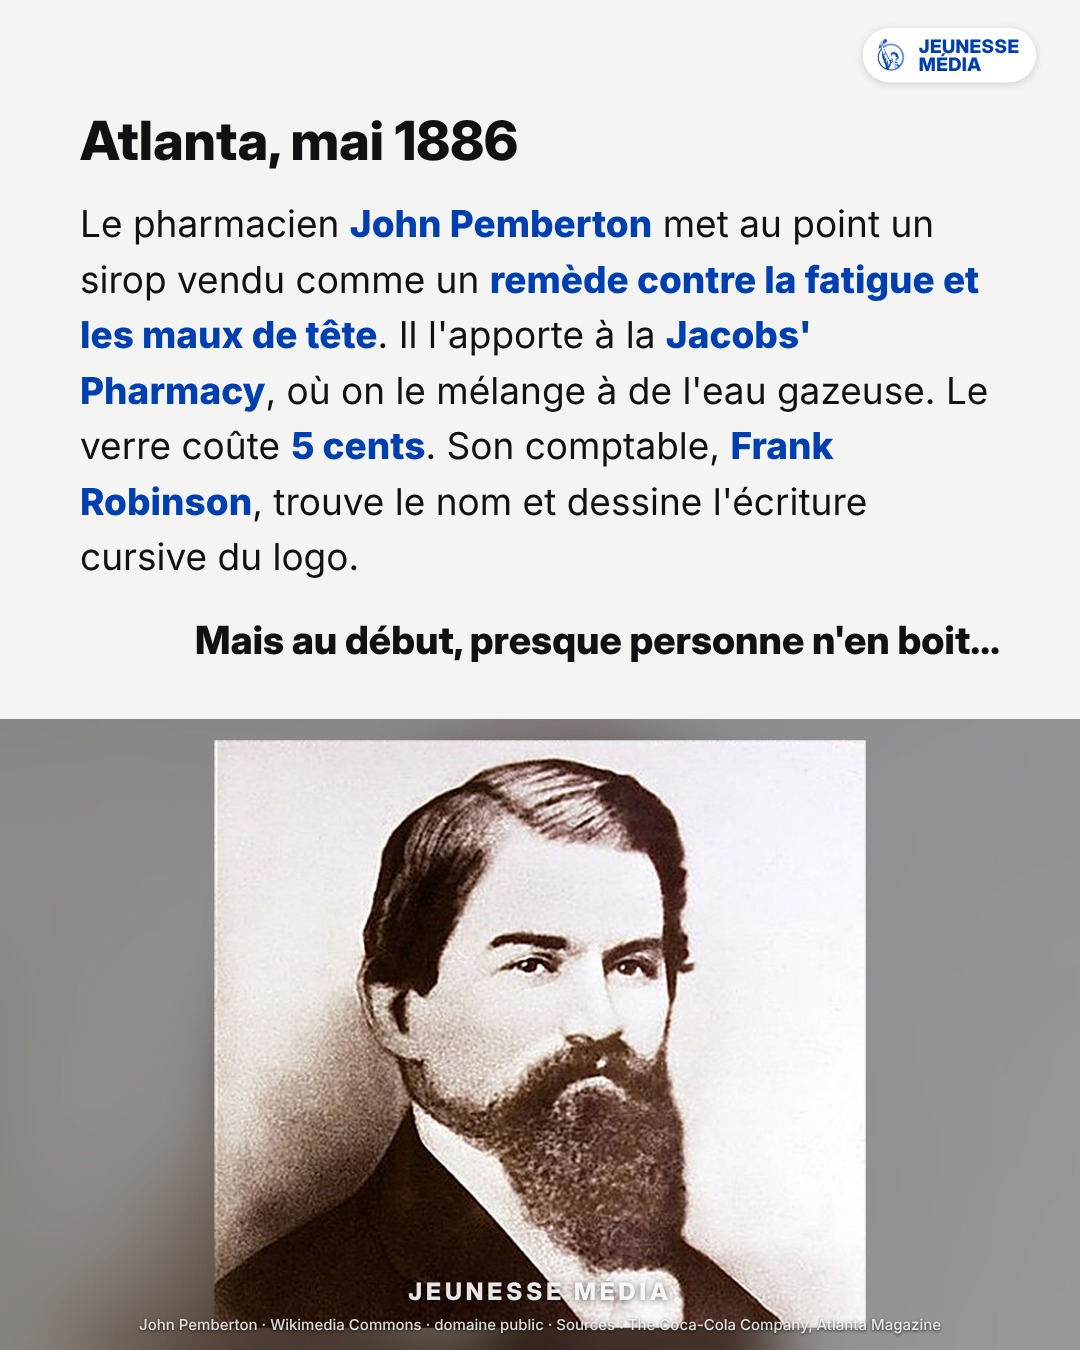 JEUNESSE
MÉDIA
Atlanta, mai 1886
Le pharmacien John Pemberton met au point un
sirop vendu comme un remède contre la fatigue et
les maux de tête. Il l'apporte à la Jacobs'
Pharmacy, où on le mélange à de l'eau gazeuse. Le
verre coûte 5 cents. Son comptable, Frank
Robinson, trouve le nom et dessine l'écriture
cursive du logo.
Mais au début, presque personne n'en boit...
JEUNESSE MÉDIA
John Pemberton · Wikimedia Commons · domaine public · Sources : The Coca-Cola Company, Atlanta Magazine